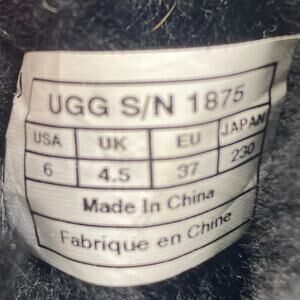 UGG S/N 1875
USA UK EU JAPAN
6 4.5 37 230
Made In China
Fabrique en Chine